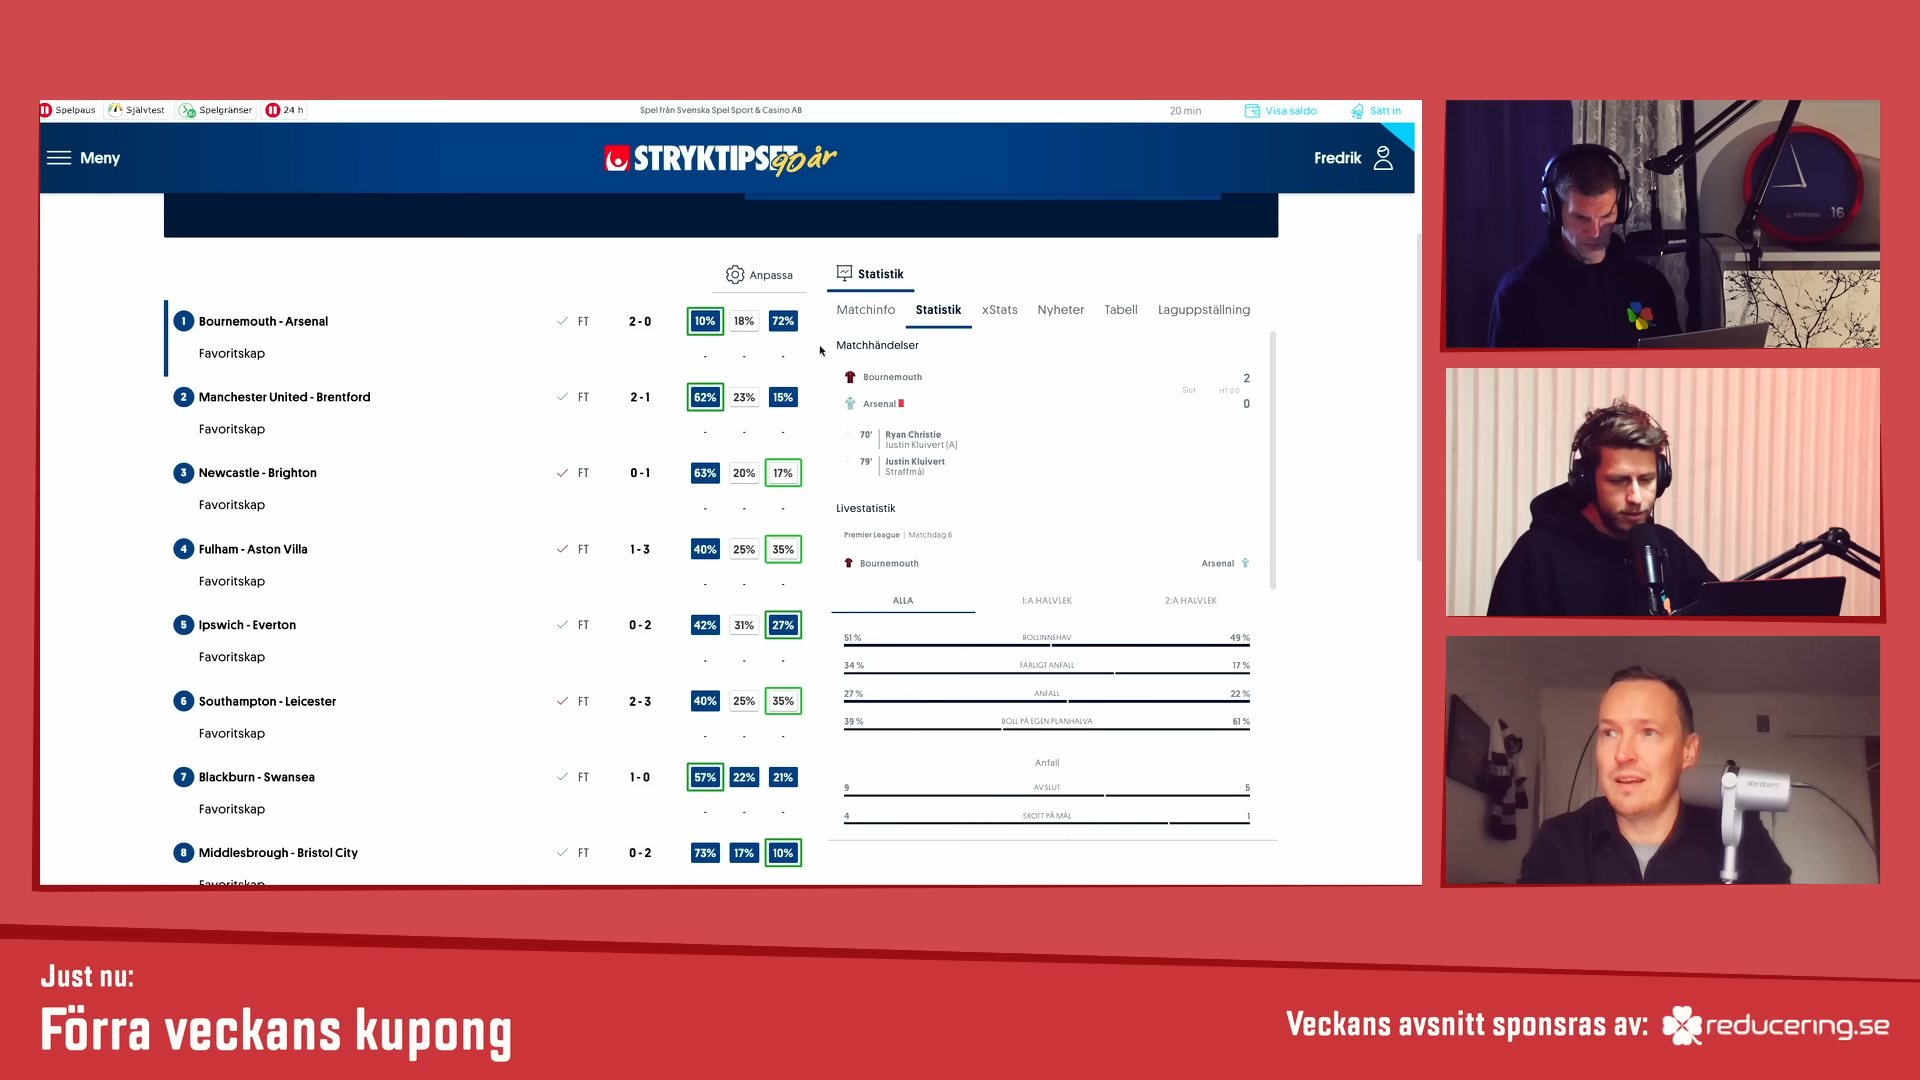 Spelpaus Självtest Spelgränser 24 h
Spel från Svenska Spel Sport & Casino AB
20 min Visa saldo Sätt in
Meny
STRYKTIPSET 90 år
Fredrik
Anpassa
Statistik
Matchinfo Statistik xStats Nyheter Tabell Laguppställning
1 Bournemouth - Arsenal FT 2 - 0 10% 18% 72%
Favoritskap - - -
2 Manchester United - Brentford FT 2 - 1 62% 23% 15%
Favoritskap - - -
3 Newcastle - Brighton FT 0 - 1 63% 20% 17%
Favoritskap - - -
4 Fulham - Aston Villa FT 1 - 3 40% 25% 35%
Favoritskap - - -
5 Ipswich - Everton FT 0 - 2 42% 31% 27%
Favoritskap - - -
6 Southampton - Leicester FT 2 - 3 40% 25% 35%
Favoritskap - - -
7 Blackburn - Swansea FT 1 - 0 57% 22% 21%
Favoritskap - - -
8 Middlesbrough - Bristol City FT 0 - 2 73% 17% 10%
Favoritskap
Matchhändelser
Bournemouth 2
Slut HT 0 0
Arsenal 0
70' Ryan Christie
Justin Kluivert (A)
79' Justin Kluivert
Straffmål
Livestatistik
Premier League | Matchdag 8
Bournemouth Arsenal
ALLA 1:A HALVLEK 2:A HALVLEK
51 % BOLLINNEHAV 49 %
34 % FARLIGT ANFALL 17 %
27 % ANFALL 22 %
39 % BOLL PÅ EGEN PLANHALVA 61 %
Anfall
9 AVSLUT 5
4 SKOTT PÅ MÅL 1
16
Just nu:
Förra veckans kupong
Veckans avsnitt sponsras av: reducering.se